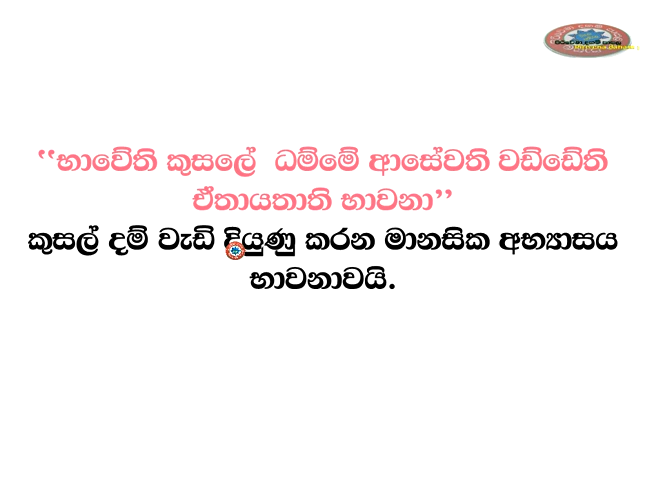 “භාවේති කුසලේ ධම්මේ ආසේවති වඩ්ඩේති
ඒතායතාති භාවනා”
කුසල් දම් වැඩි දියුණු කරන මානසික අභ්‍යාසය
භාවනාවයි.